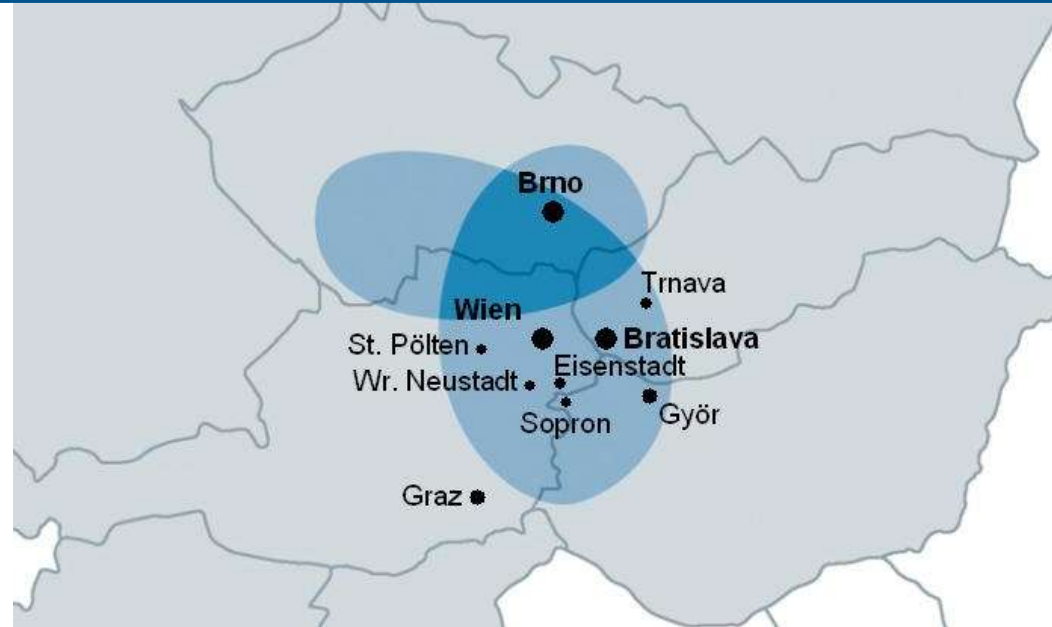 Brno
Trnava
Wien
Bratislava
St. Pölten
Eisenstadt
Wr. Neustadt
Györ
Sopron
Graz